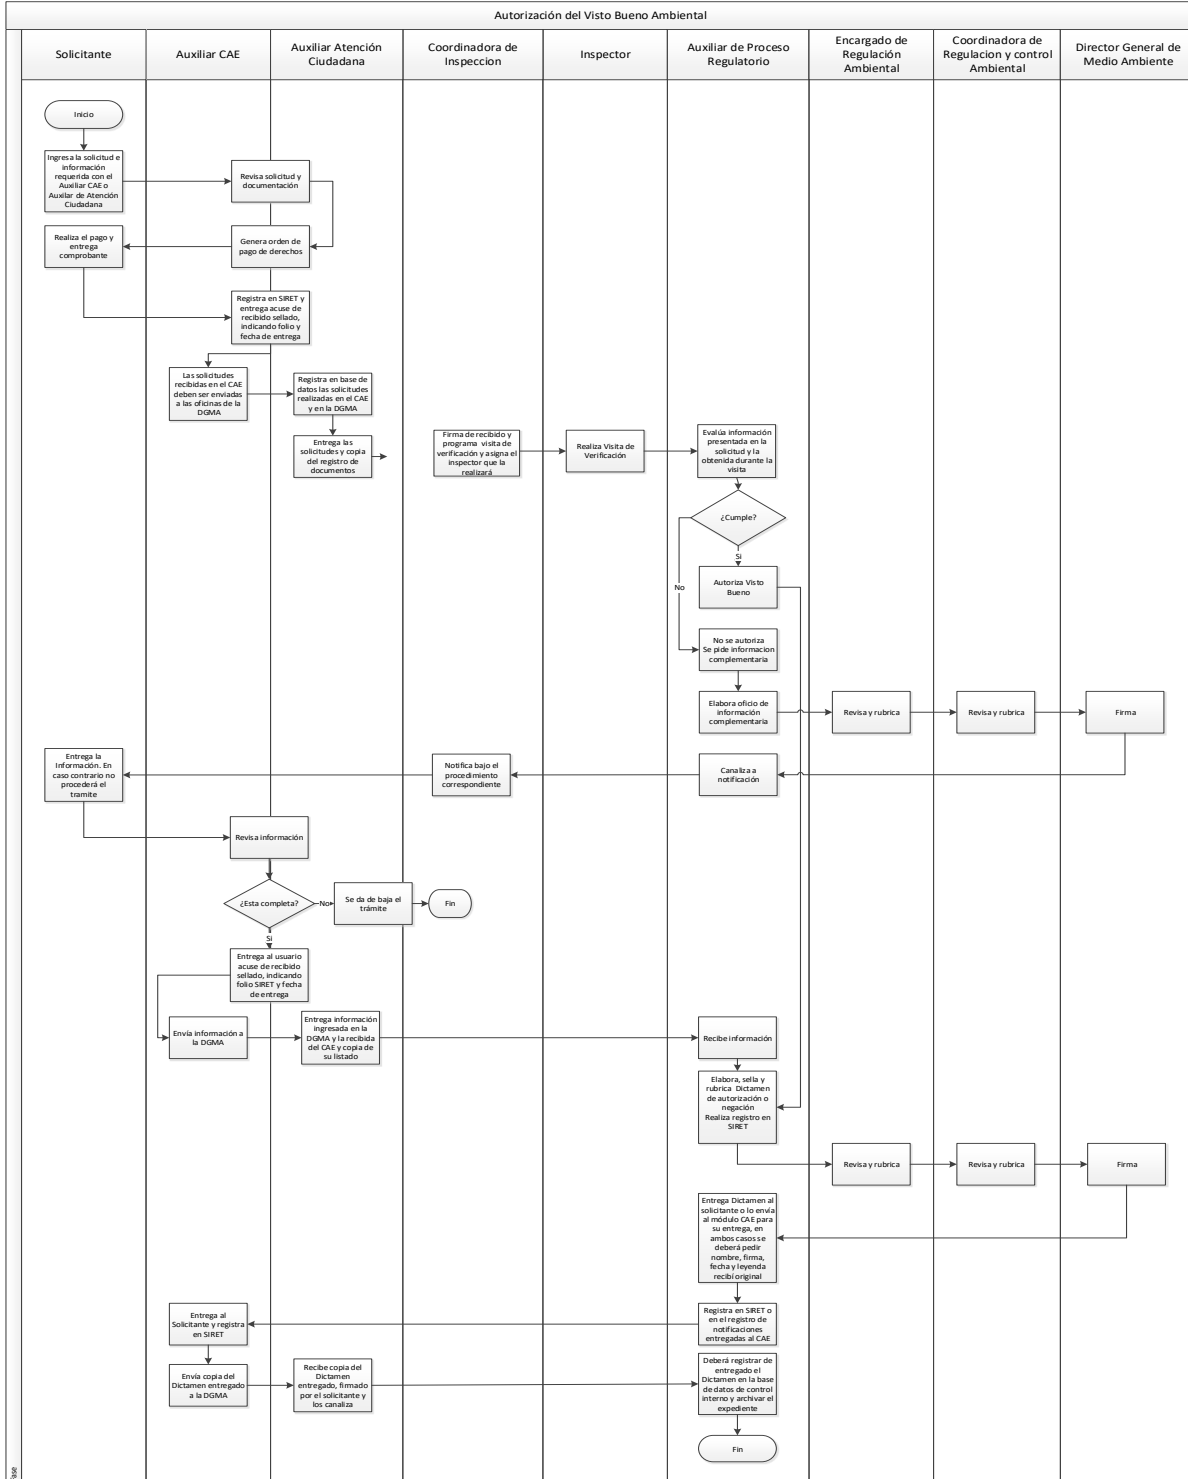 Autorización del Visto Bueno Ambiental
Solicitante
Auxiliar CAE
Auxiliar Atención
Ciudadana
Coordinadora de
Inspeccion
Inspector
Auxiliar de Proceso
Regulatorio
Encargado de
Regulación
Ambiental
Coordinadora de
Regulacion y control
Ambiental
Director General de
Medio Ambiente
Inicio
Ingresa la solicitud e
información
requerida con el
Auxiliar CAE o
Auxilar de Atención
Ciudadana
Revisa solicitud y
documentación
Realiza el pago y
entrega
comprobante
Genera orden de
pago de derechos
Registra en SIRET y
entrega acuse de
recibido sellado,
indicando folio y
fecha de entrega
Las solicitudes
recibidas en el CAE
deben ser enviadas
a las oficinas de la
DGMA
Registra en base de
datos las solicitudes
realizadas en el CAE
y en la DGMA
Entrega las
solicitudes y copia
del registro de
documentos
Firma de recibido y
programa visita de
verificación y asigna el
inspector que la
realizará
Realiza Visita de
Verificación
Evalúa información
presentada en la
solicitud y la
obtenida durante la
visita
¿Cumple?
Si
No
Autoriza Visto
Bueno
No se autoriza
Se pide informacion
complementaria
Elabora oficio de
información
complementaria
Revisa y rubrica
Revisa y rubrica
Firma
Entrega la
Información. En
caso contrario no
procederá el
tramite
Notifica bajo el
procedimiento
correspondiente
Canaliza a
notificación
Revisa información
¿Esta completa?
No
Se da de baja el
trámite
Fin
Si
Entrega al usuario
acuse de recibido
sellado, indicando
folio SIRET y fecha
de entrega
Envía información a
la DGMA
Entrega información
ingresada en la
DGMA y la recibida
del CAE y copia de
su listado
Recibe información
Elabora, sella y
rubrica Dictamen
de autorización o
negación
Realiza registro en
SIRET
Revisa y rubrica
Revisa y rubrica
Firma
Entrega Dictamen al
solicitante o lo envía
al módulo CAE para
su entrega, en
ambos casos se
deberá pedir
nombre, firma,
fecha y leyenda
recibí original
Entrega al
Solicitante y registra
en SIRET
Registra en SIRET o
en el registro de
notificaciones
entregadas al CAE
Envía copia del
Dictamen entregado
a la DGMA
Recibe copia del
Dictamen
entregado, firmado
por el solicitante y
los canaliza
Deberá registrar de
entregado el
Dictamen en la base
de datos de control
interno y archivar el
expediente
Fin